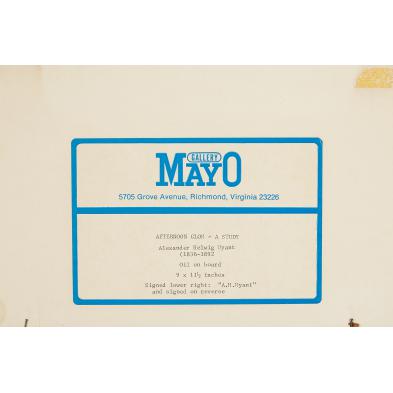 GALLERY
MAYO
5705 Grove Avenue, Richmond, Virginia 23226
AFTERNOON GLOW - A STUDY
Alexander Helwig Wyant
(1836-1892
Oil on board
9 x 11½ inches
Signed lower right: "A.H.Wyant"
and signed on reverse